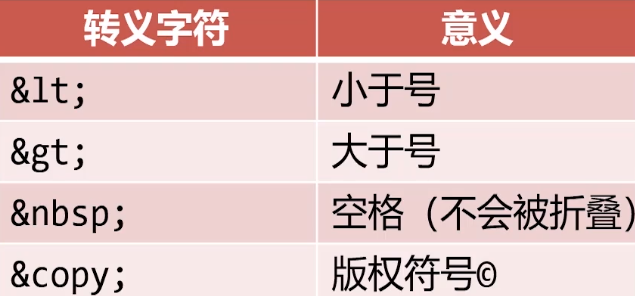 转义字符 意义
&lt; 小于号
&gt; 大于号
&nbsp; 空格（不会被折叠）
&copy; 版权符号©